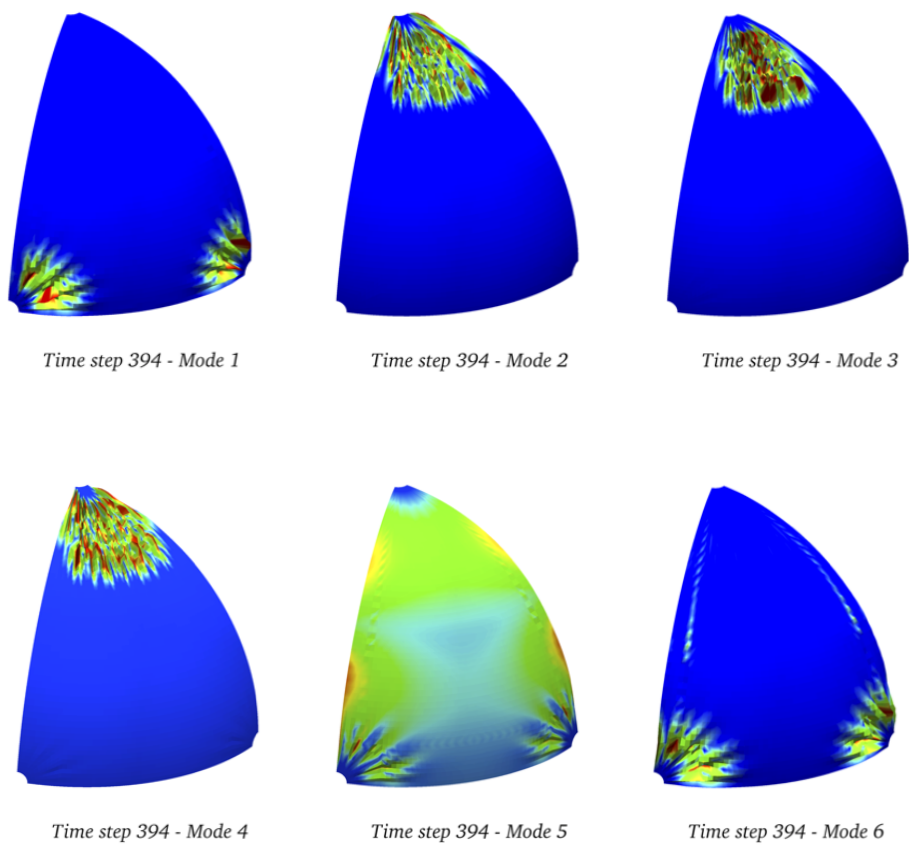 Time step 394 - Mode 1
Time step 394 - Mode 2
Time step 394 - Mode 3
Time step 394 - Mode 4
Time step 394 - Mode 5
Time step 394 - Mode 6